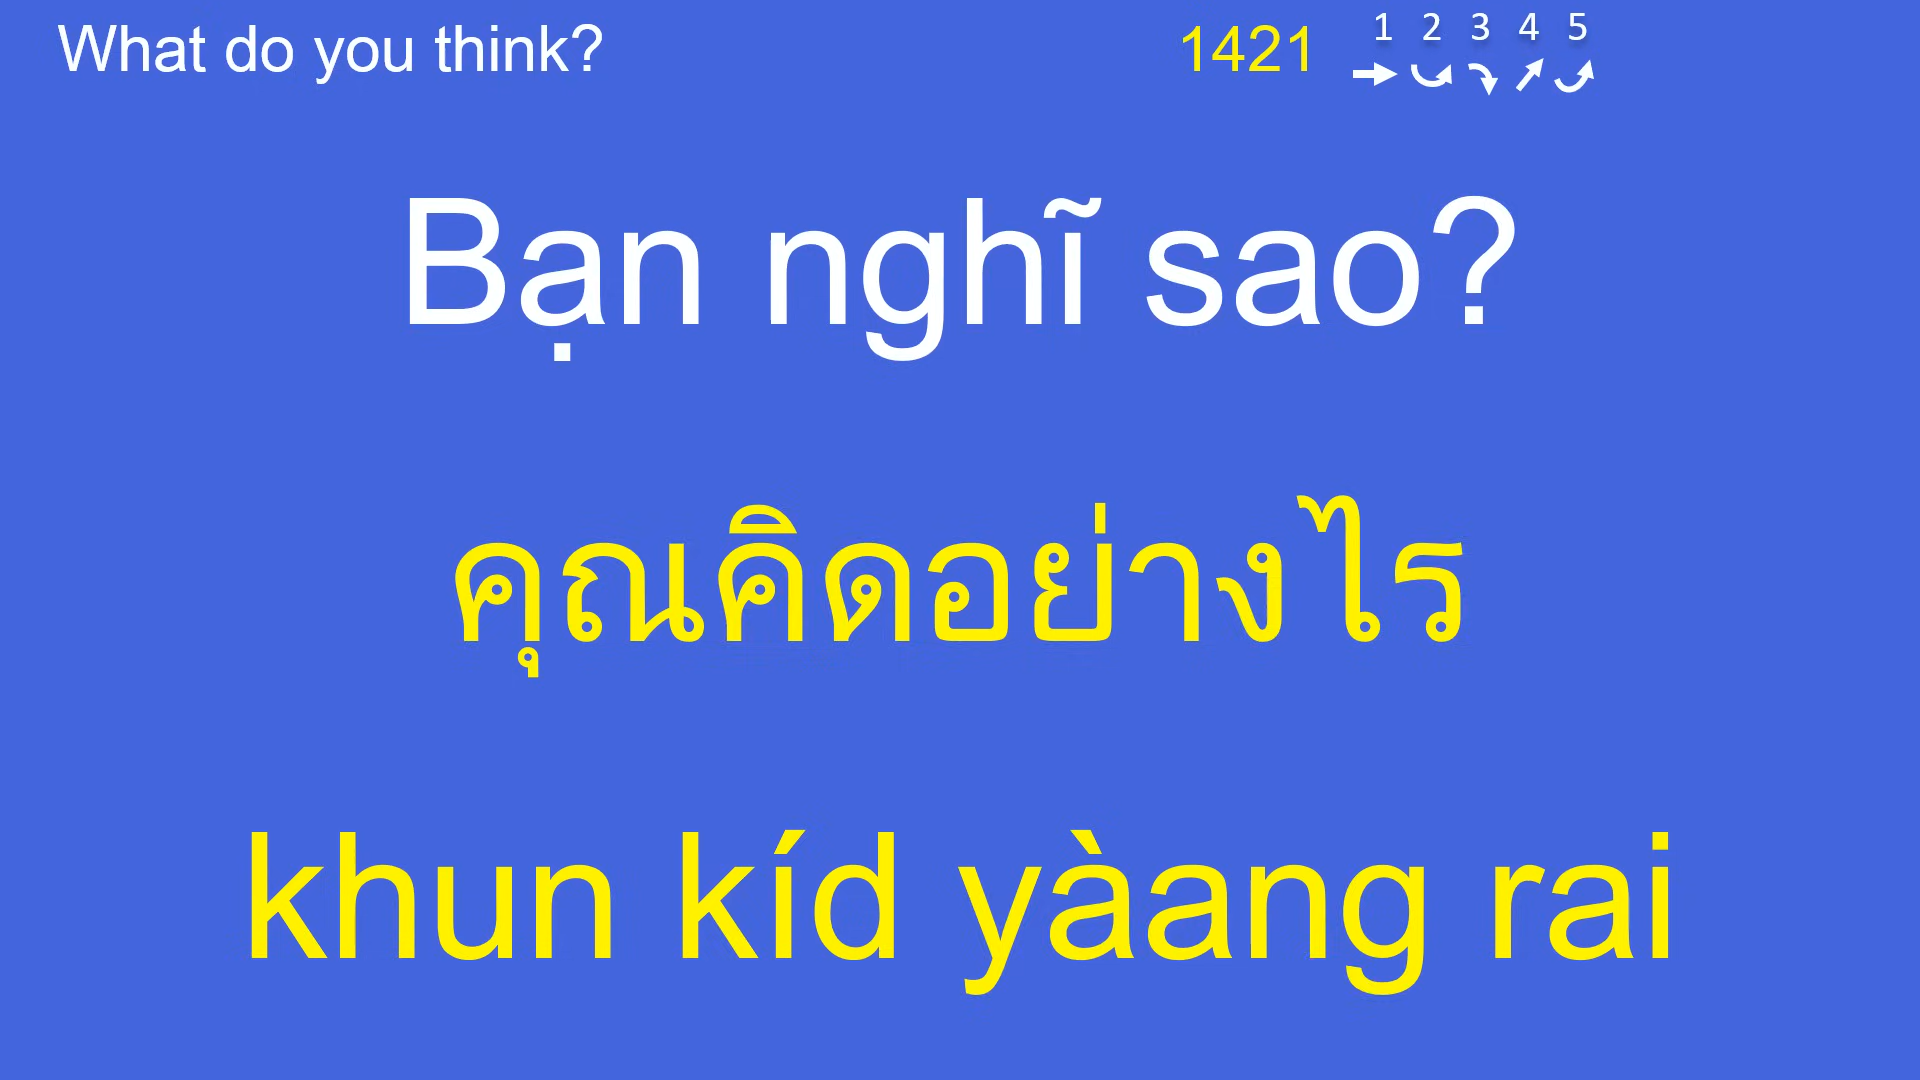 What do you think?
1421
1 2 3 4 5
Bạn nghĩ sao?
คุณคิดอย่างไร
khun kíd yàang rai